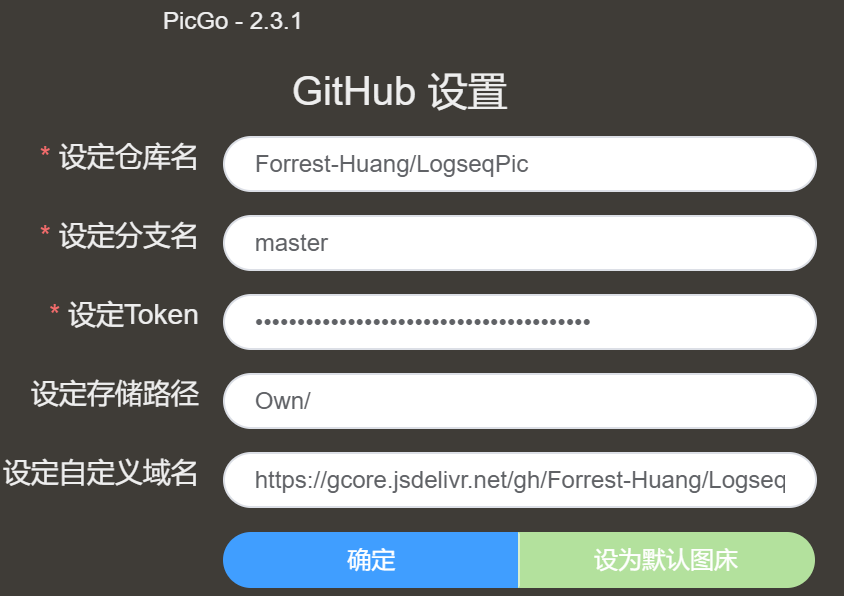 PicGo - 2.3.1
GitHub 设置
* 设定仓库名 Forrest-Huang/LogseqPic
* 设定分支名 master
* 设定Token ••••••••••••••••••••••••••••••••••••••••
设定存储路径 Own/
设定自定义域名 https://gcore.jsdelivr.net/gh/Forrest-Huang/Logseq
确定 设为默认图床